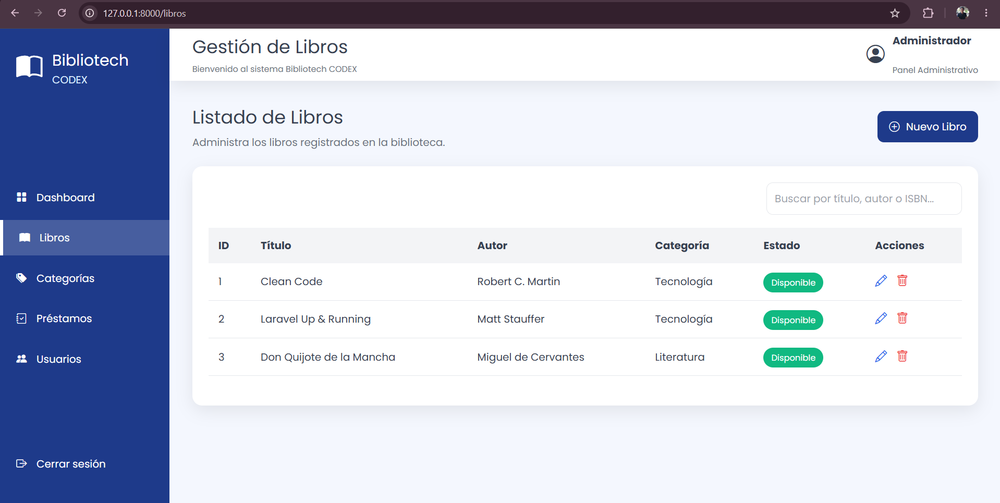 127.0.0.1:8000/libros
Bibliotech
CODEX
Dashboard
Libros
Categorías
Préstamos
Usuarios
Cerrar sesión
Gestión de Libros
Bienvenido al sistema Bibliotech CODEX
Administrador
Panel Administrativo
Listado de Libros
Administra los libros registrados en la biblioteca.
Nuevo Libro
Buscar por título, autor o ISBN...
ID Título Autor Categoría Estado Acciones
1 Clean Code Robert C. Martin Tecnología Disponible
2 Laravel Up & Running Matt Stauffer Tecnología Disponible
3 Don Quijote de la Mancha Miguel de Cervantes Literatura Disponible